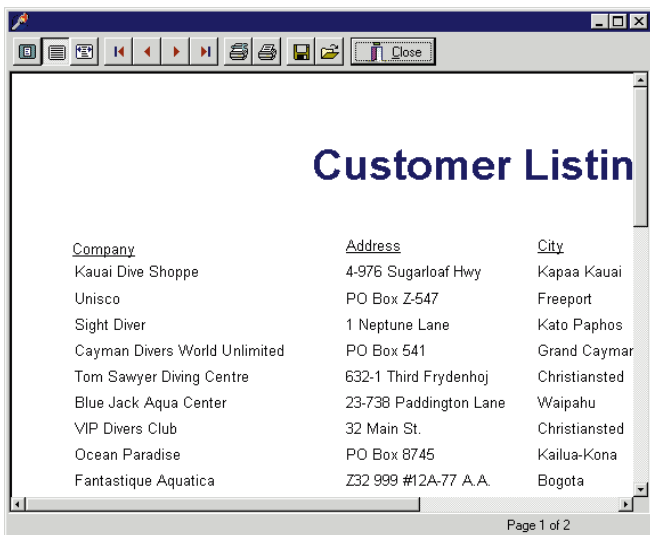 Close
Customer Listin
Company Address City
Kauai Dive Shoppe 4-976 Sugarloaf Hwy Kapaa Kauai
Unisco PO Box Z-547 Freeport
Sight Diver 1 Neptune Lane Kato Paphos
Cayman Divers World Unlimited PO Box 541 Grand Cayman
Tom Sawyer Diving Centre 632-1 Third Frydenhoj Christiansted
Blue Jack Aqua Center 23-738 Paddington Lane Waipahu
VIP Divers Club 32 Main St. Christiansted
Ocean Paradise PO Box 8745 Kailua-Kona
Fantastique Aquatica Z32 999 #12A-77 A.A. Bogota
Page 1 of 2